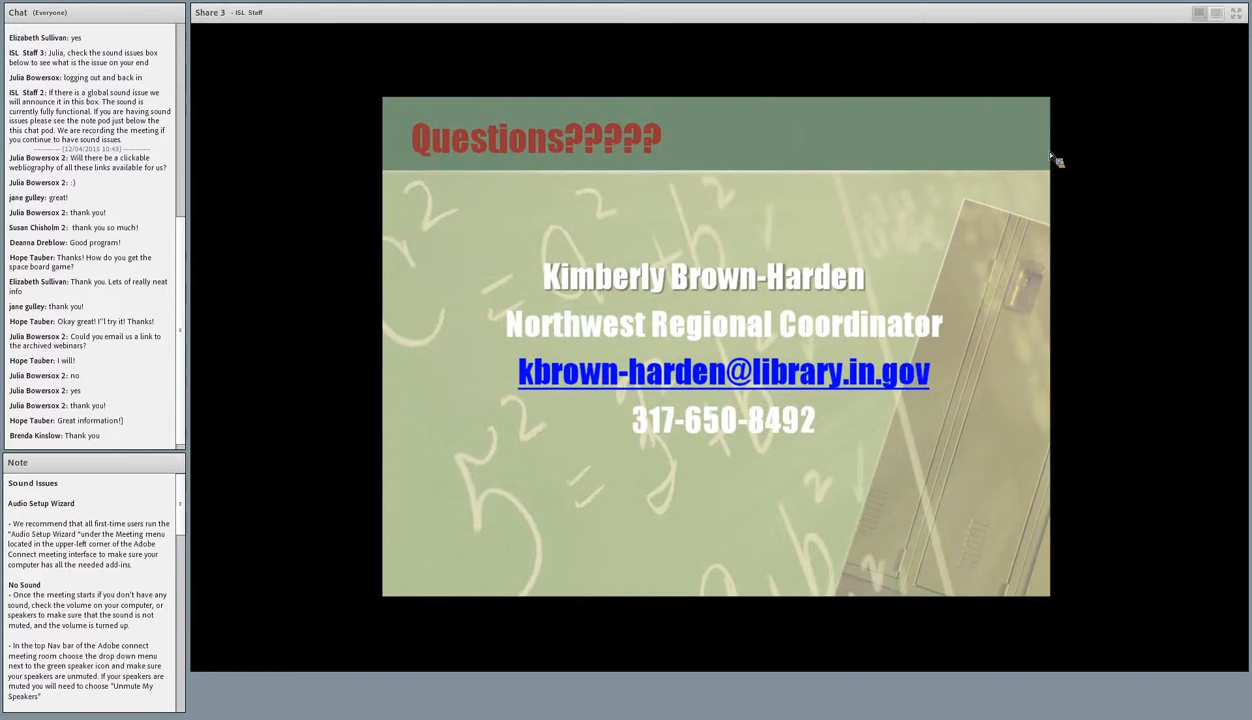 Chat (Everyone)
Elizabeth Sullivan: yes
ISL Staff 3: Julia, check the sound issues box
below to see what is the issue on your end
Julia Bowersox: logging out and back in
ISL Staff 2: If there is a global sound issue we
will announce it in this box. The sound is
currently fully functional. If you are having sound
issues please see the note pod just below the
this chat pod. We are recording the meeting if
you continue to have sound issues.
----------- (12/04/2015 10:43) -----------
Julia Bowersox 2: Will there be a clickable
webliography of all these links available for us?
Julia Bowersox 2: :)
jane gulley: great!
Julia Bowersox 2: thank you!
Susan Chisholm 2: thank you so much!
Deanna Dreblow: Good program!
Hope Tauber: Thanks! How do you get the
space board game?
Elizabeth Sullivan: Thank you. Lets of really neat
info
jane gulley: thank you!
Hope Tauber: Okay great! I"ll try it! Thanks!
Julia Bowersox 2: Could you email us a link to
the archived webinars?
Hope Tauber: I will!
Julia Bowersox 2: no
Julia Bowersox 2: yes
Julia Bowersox 2: thank you!
Hope Tauber: Great information!]
Brenda Kinslow: Thank you
Note
Sound Issues
Audio Setup Wizard
• We recommend that all first-time users run the
"Audio Setup Wizard "under the Meeting menu
located in the upper-left corner of the Adobe
Connect meeting interface to make sure your
computer has all the needed add-ins.
No Sound
• Once the meeting starts if you don't have any
sound, check the volume on your computer, or
speakers to make sure that the sound is not
muted, and the volume is turned up.
• In the top Nav bar of the Adobe connect
meeting room choose the drop down menu
next to the green speaker icon and make sure
your speakers are unmuted. If your speakers are
muted you will need to choose "Unmute My
Speakers"
Share 3 - ISL Staff
Questions?????
Kimberly Brown-Harden
Northwest Regional Coordinator
kbrown-harden@library.in.gov
317-650-8492